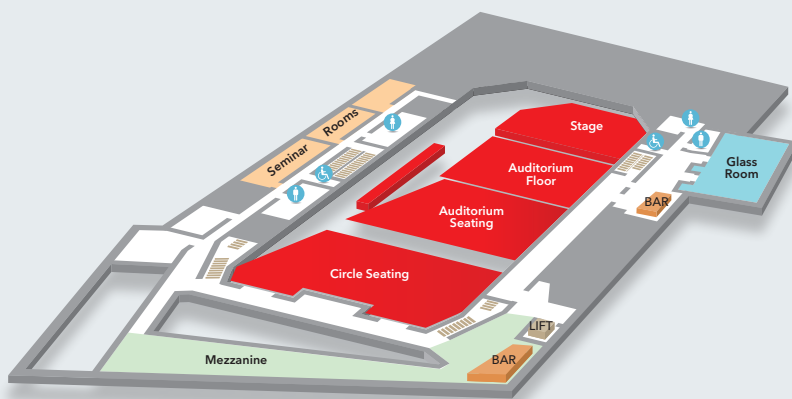 Stage
Rooms
Seminar
Auditorium
Floor
Glass
Room
BAR
Auditorium
Seating
Circle Seating
LIFT
Mezzanine
BAR